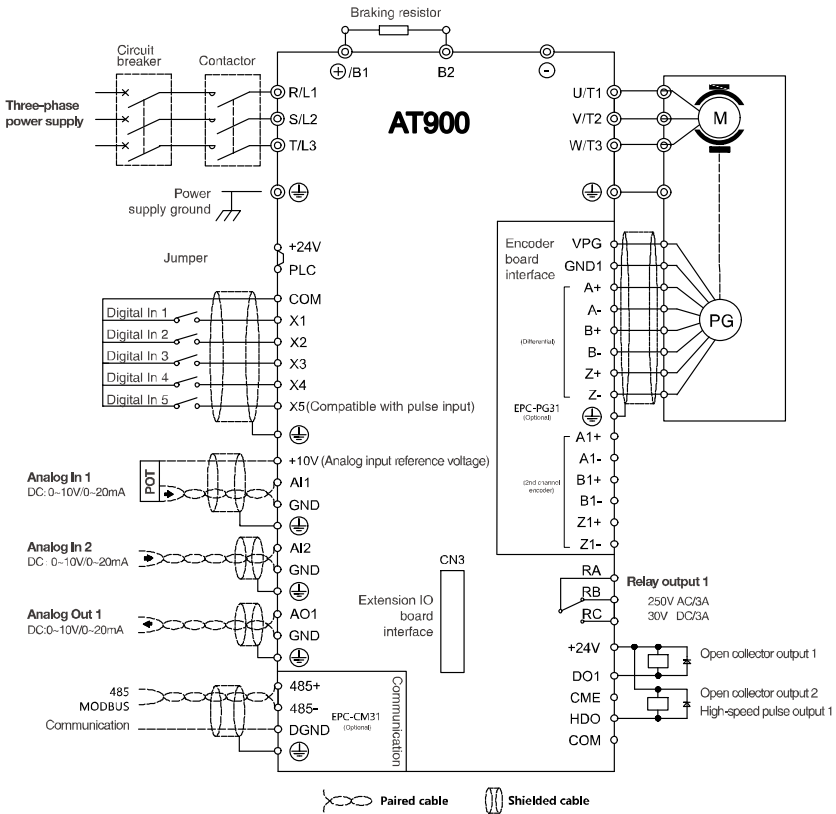 Braking resistor
Circuit
breaker
Contactor
⊕/B1
B2
⊖
Three-phase
power supply
R/L1
S/L2
T/L3
AT900
U/T1
V/T2
W/T3
M
Power
supply ground
Jumper
+24V
PLC
COM
Digital In 1
X1
Digital In 2
X2
Digital In 3
X3
Digital In 4
X4
Digital In 5
X5(Compatible with pulse input)
Encoder
board
interface
VPG
GND1
A+
A-
B+
B-
Z+
Z-
(Differential)
PG
EPC-PG31
(Optional)
A1+
A1-
B1+
B1-
Z1+
Z1-
(2nd channel
encoder)
+10V (Analog input reference voltage)
POT
Analog In 1
DC: 0~10V/0~20mA
AI1
GND
Analog In 2
DC: 0~10V/0~20mA
AI2
GND
Analog Out 1
DC:0~10V/0~20mA
AO1
GND
CN3
Extension IO
board
interface
RA
RB
RC
Relay output 1
250V AC/3A
30V DC/3A
+24V
DO1
CME
HDO
COM
Open collector output 1
Open collector output 2
High-speed pulse output 1
485
MODBUS
Communication
485+
485-
DGND
EPC-CM31
(Optional)
Communication
Paired cable
Shielded cable